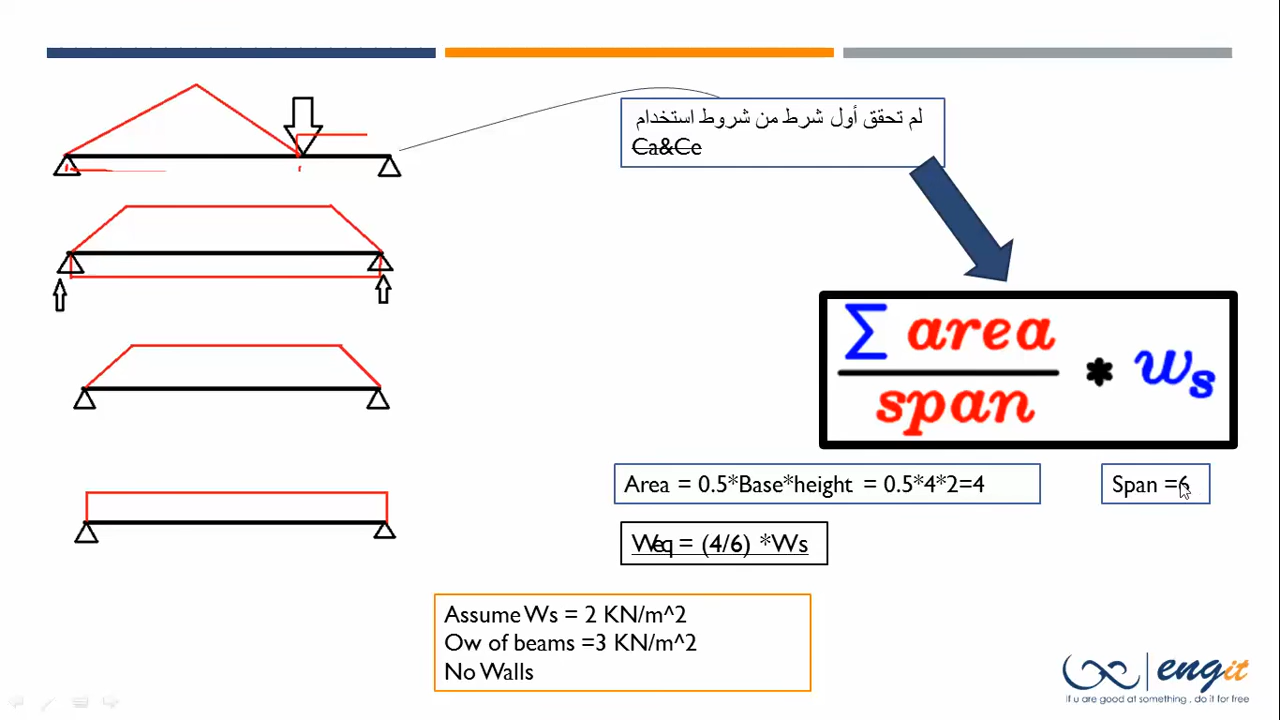 لم تحقق أول شرط من شروط استخدام
Ca&Ce
∑ area
span
* ws
Area = 0.5*Base*height = 0.5*4*2=4
Span =6
Weq = (4/6) *Ws
Assume Ws = 2 KN/m^2
Ow of beams =3 KN/m^2
No Walls
engit
if u are good at something , do it for free